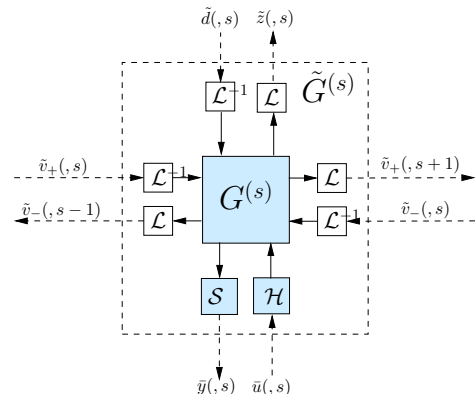 d̃(,s) z̃(,s)
ℒ⁻¹ ℒ G̃⁽ˢ⁾
ṽ₊(,s) ℒ⁻¹ ℒ ṽ₊(,s+1)
G⁽ˢ⁾
ṽ₋(,s−1) ℒ ℒ⁻¹ ṽ₋(,s)
𝒮 ℋ
ȳ(,s) ū(,s)